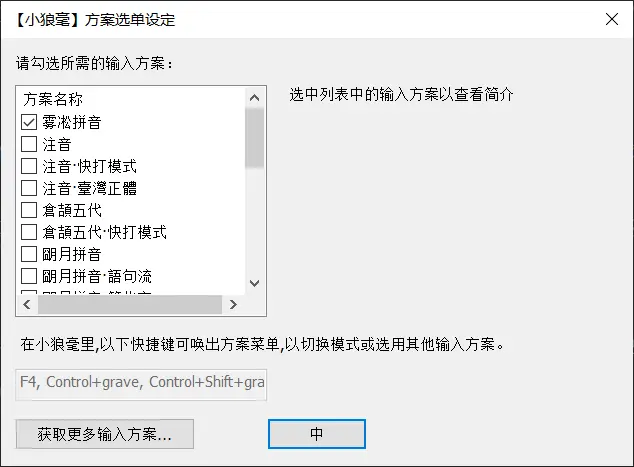 【小狼毫】方案选单设定
请勾选所需的输入方案：
方案名称
选中列表中的输入方案以查看简介
雾凇拼音
注音
注音·快打模式
注音·臺灣正體
倉頡五代
倉頡五代·快打模式
朙月拼音
朙月拼音·語句流
在小狼毫里,以下快捷键可唤出方案菜单,以切换模式或选用其他输入方案。
F4, Control+grave, Control+Shift+gra
获取更多输入方案...
中